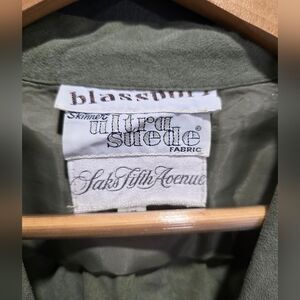 blassport
Skinner
ultra
suede®
FABRIC
Saks Fifth Avenue